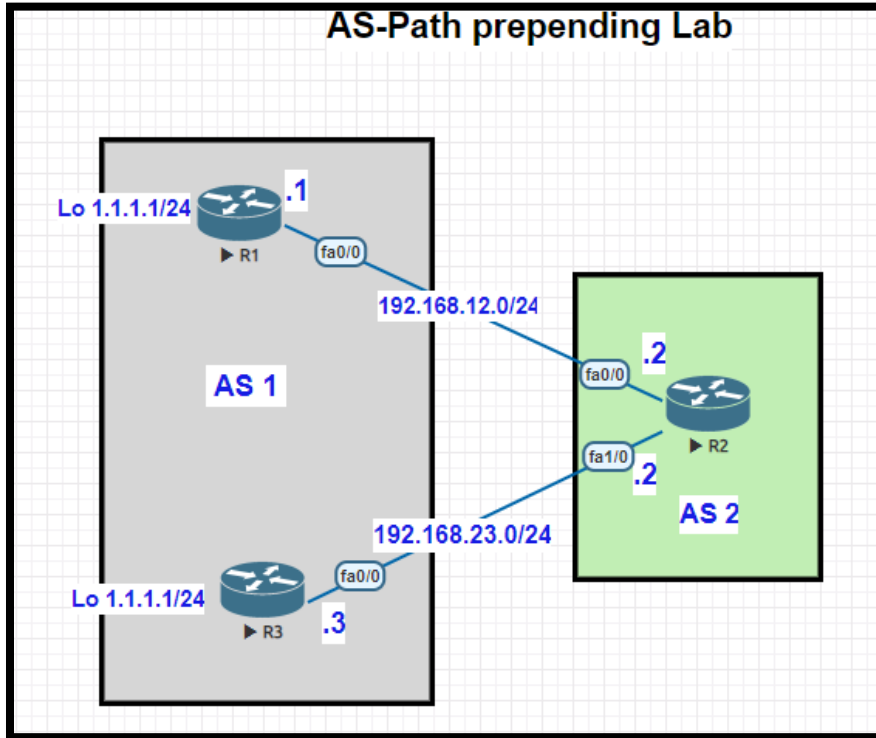 AS-Path prepending Lab
Lo 1.1.1.1/24
.1
R1
fa0/0
192.168.12.0/24
.2
fa0/0
AS 1
R2
fa1/0
.2
AS 2
192.168.23.0/24
fa0/0
Lo 1.1.1.1/24
.3
R3